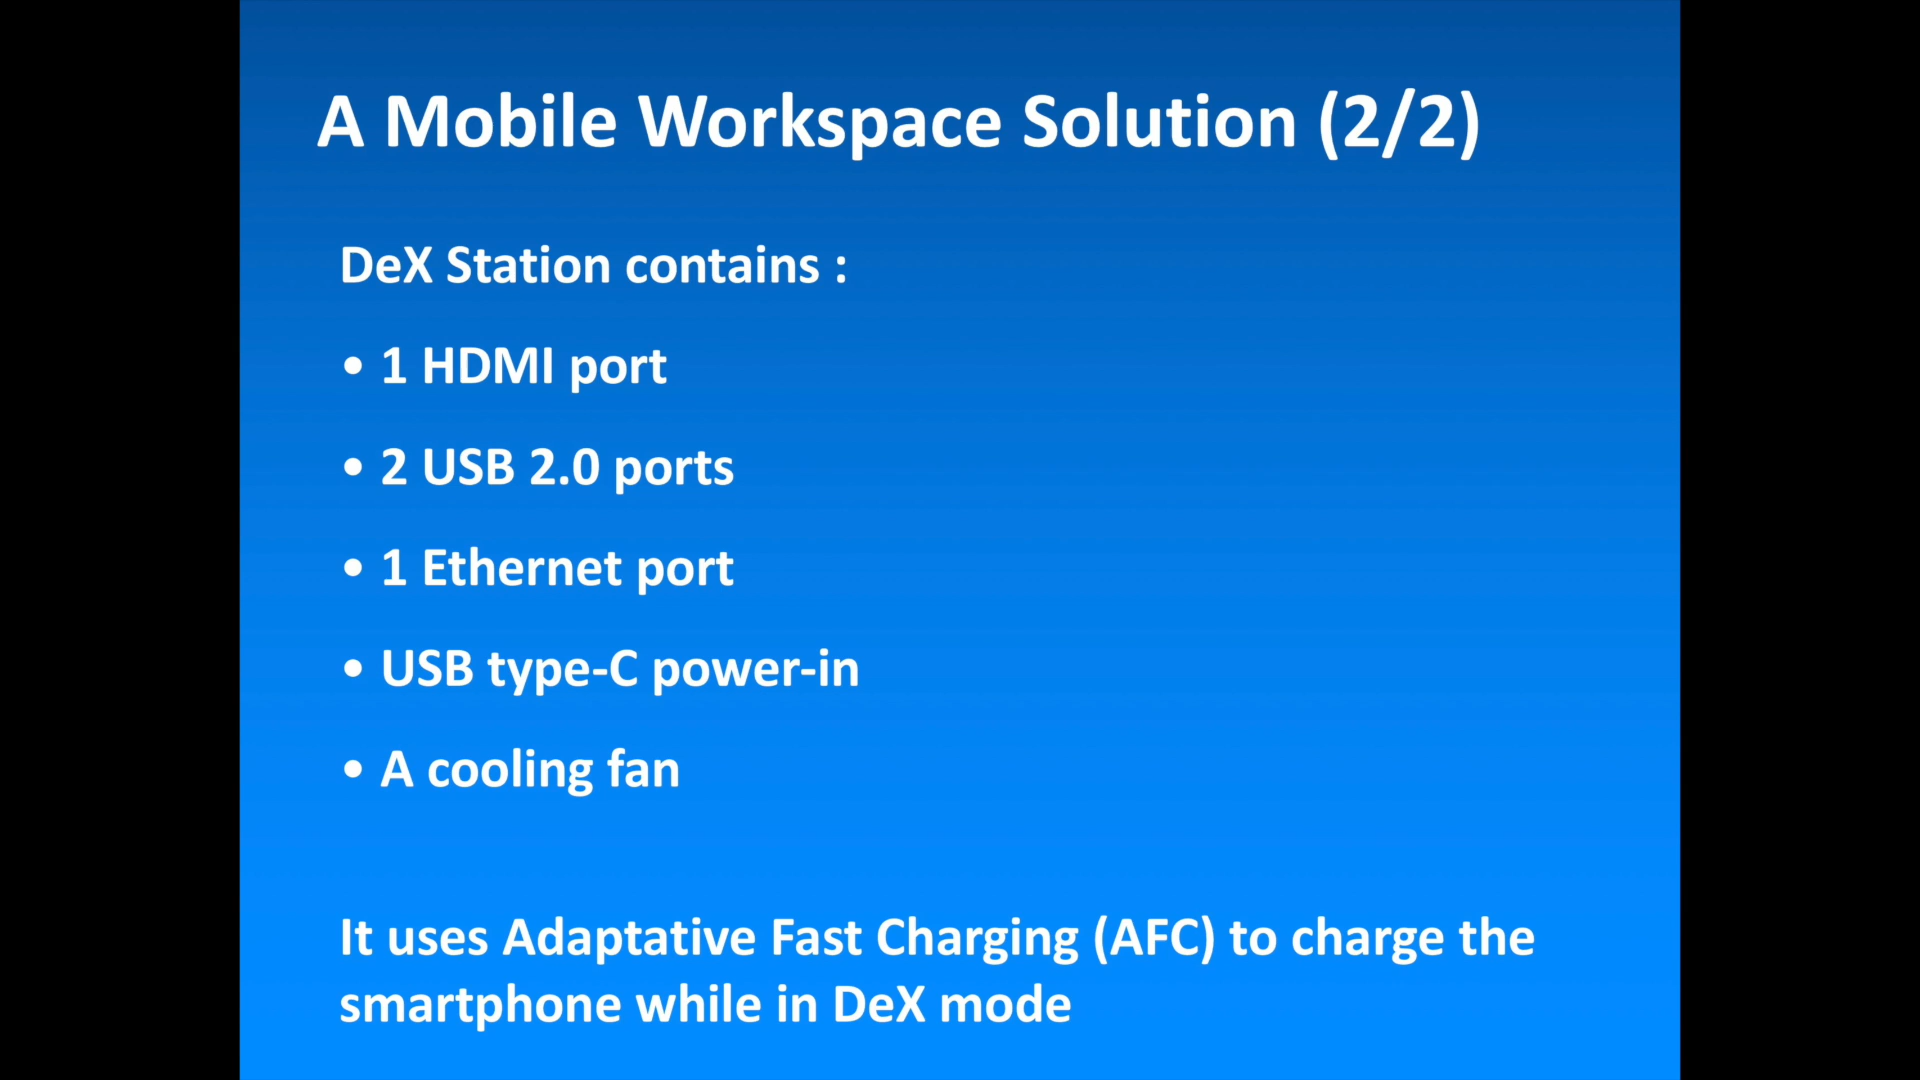 A Mobile Workspace Solution (2/2)
DeX Station contains :
• 1 HDMI port
• 2 USB 2.0 ports
• 1 Ethernet port
• USB type-C power-in
• A cooling fan
It uses Adaptative Fast Charging (AFC) to charge the
smartphone while in DeX mode